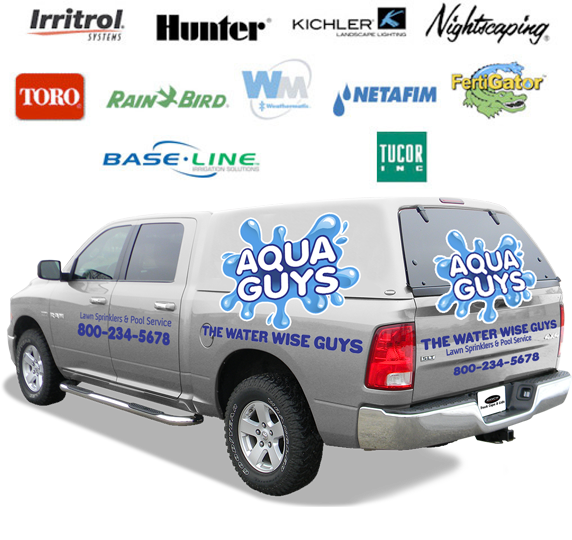 Irritrol
SYSTEMS
Hunter®
KICHLER
LANDSCAPE LIGHTING
Nightscaping®
TORO
RAIN BIRD
WM
Weathermatic
NETAFIM
FertiGator
BASE-LINE
IRRIGATION SOLUTIONS
TUCOR
INC
AQUA
GUYS
Lawn Sprinklers & Pool Service
800-234-5678
THE WATER WISE GUYS
AQUA
GUYS
THE WATER WISE GUYS
Lawn Sprinklers & Pool Service
800-234-5678